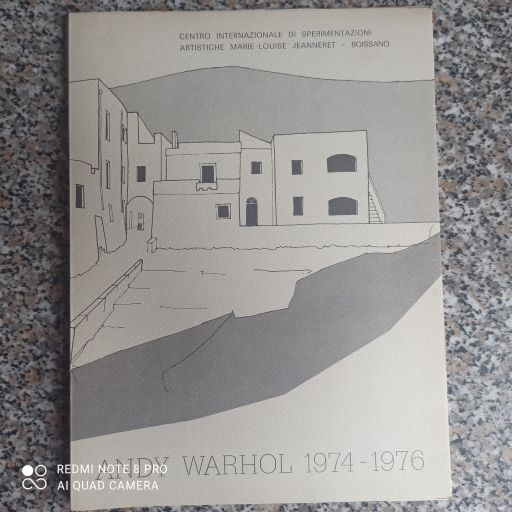 CENTRO INTERNAZIONALE DI SPERIMENTAZIONI
ARTISTICHE MARIE-LOUISE JEANNERET - BOISSANO
ANDY WARHOL 1974-1976
REDMI NOTE 8 PRO
AI QUAD CAMERA